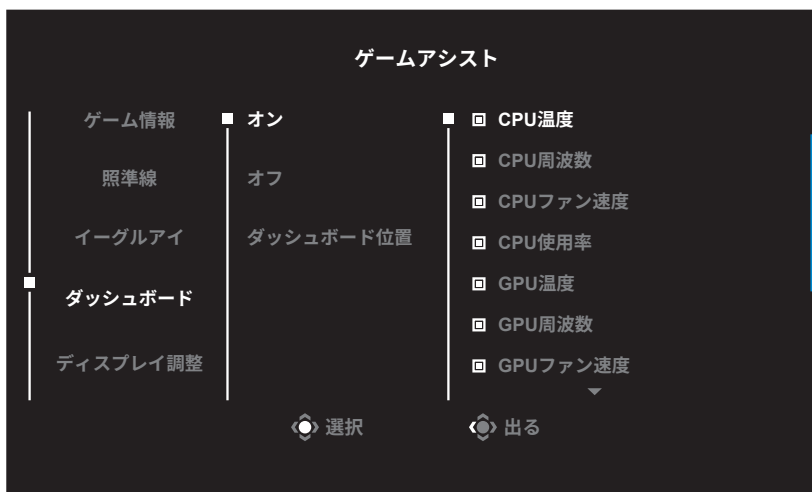 ゲームアシスト
ゲーム情報
照準線
イーグルアイ
ダッシュボード
ディスプレイ調整
オン
オフ
ダッシュボード位置
CPU温度
CPU周波数
CPUファン速度
CPU使用率
GPU温度
GPU周波数
GPUファン速度
選択
出る